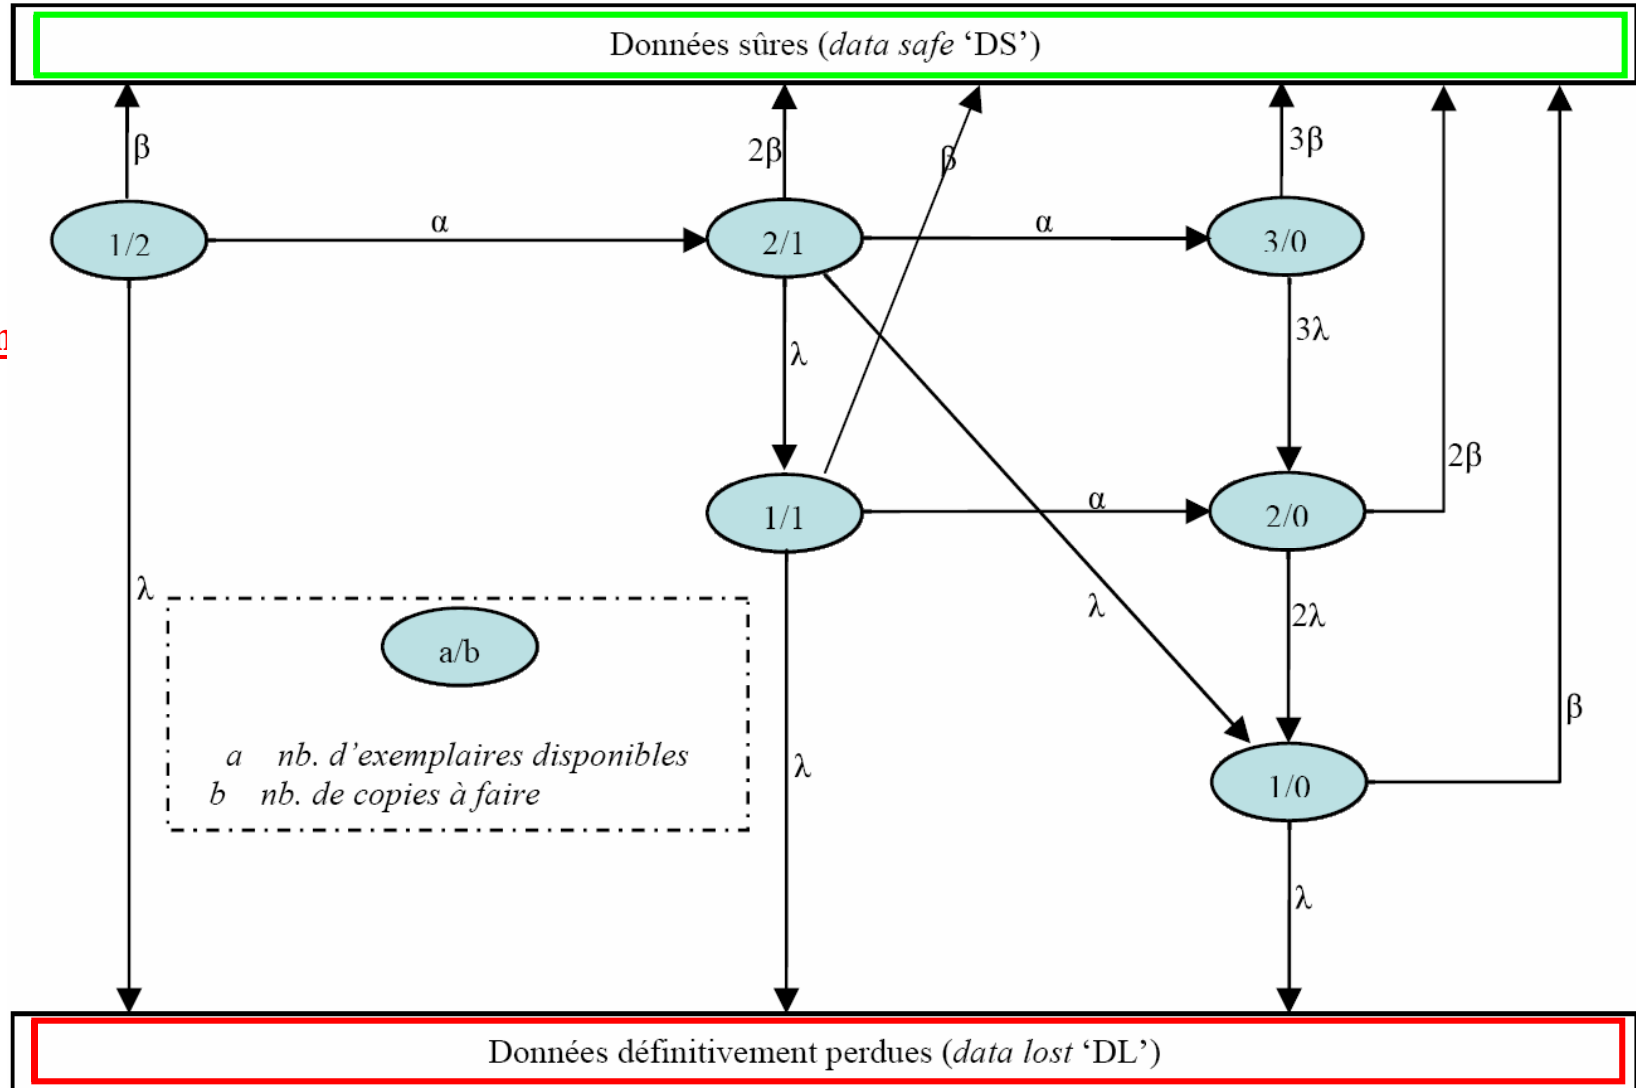 Données sûres (data safe ‘DS’)
β
2β
β
3β
α
α
1/2
2/1
3/0
3λ
λ
2β
α
1/1
2/0
λ
λ
2λ
a/b
β
a nb. d’exemplaires disponibles
b nb. de copies à faire
λ
1/0
λ
Données définitivement perdues (data lost ‘DL’)